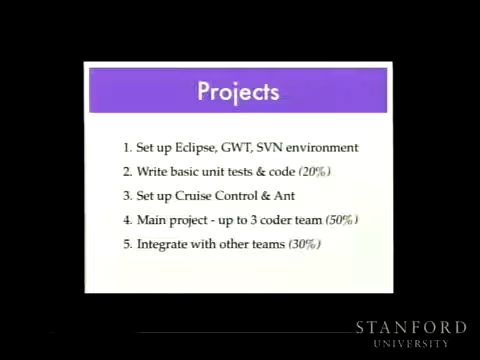 Projects
1. Set up Eclipse, GWT, SVN environment
2. Write basic unit tests & code (20%)
3. Set up Cruise Control & Ant
4. Main project - up to 3 coder team (50%)
5. Integrate with other teams (30%)
STANFORD
UNIVERSITY